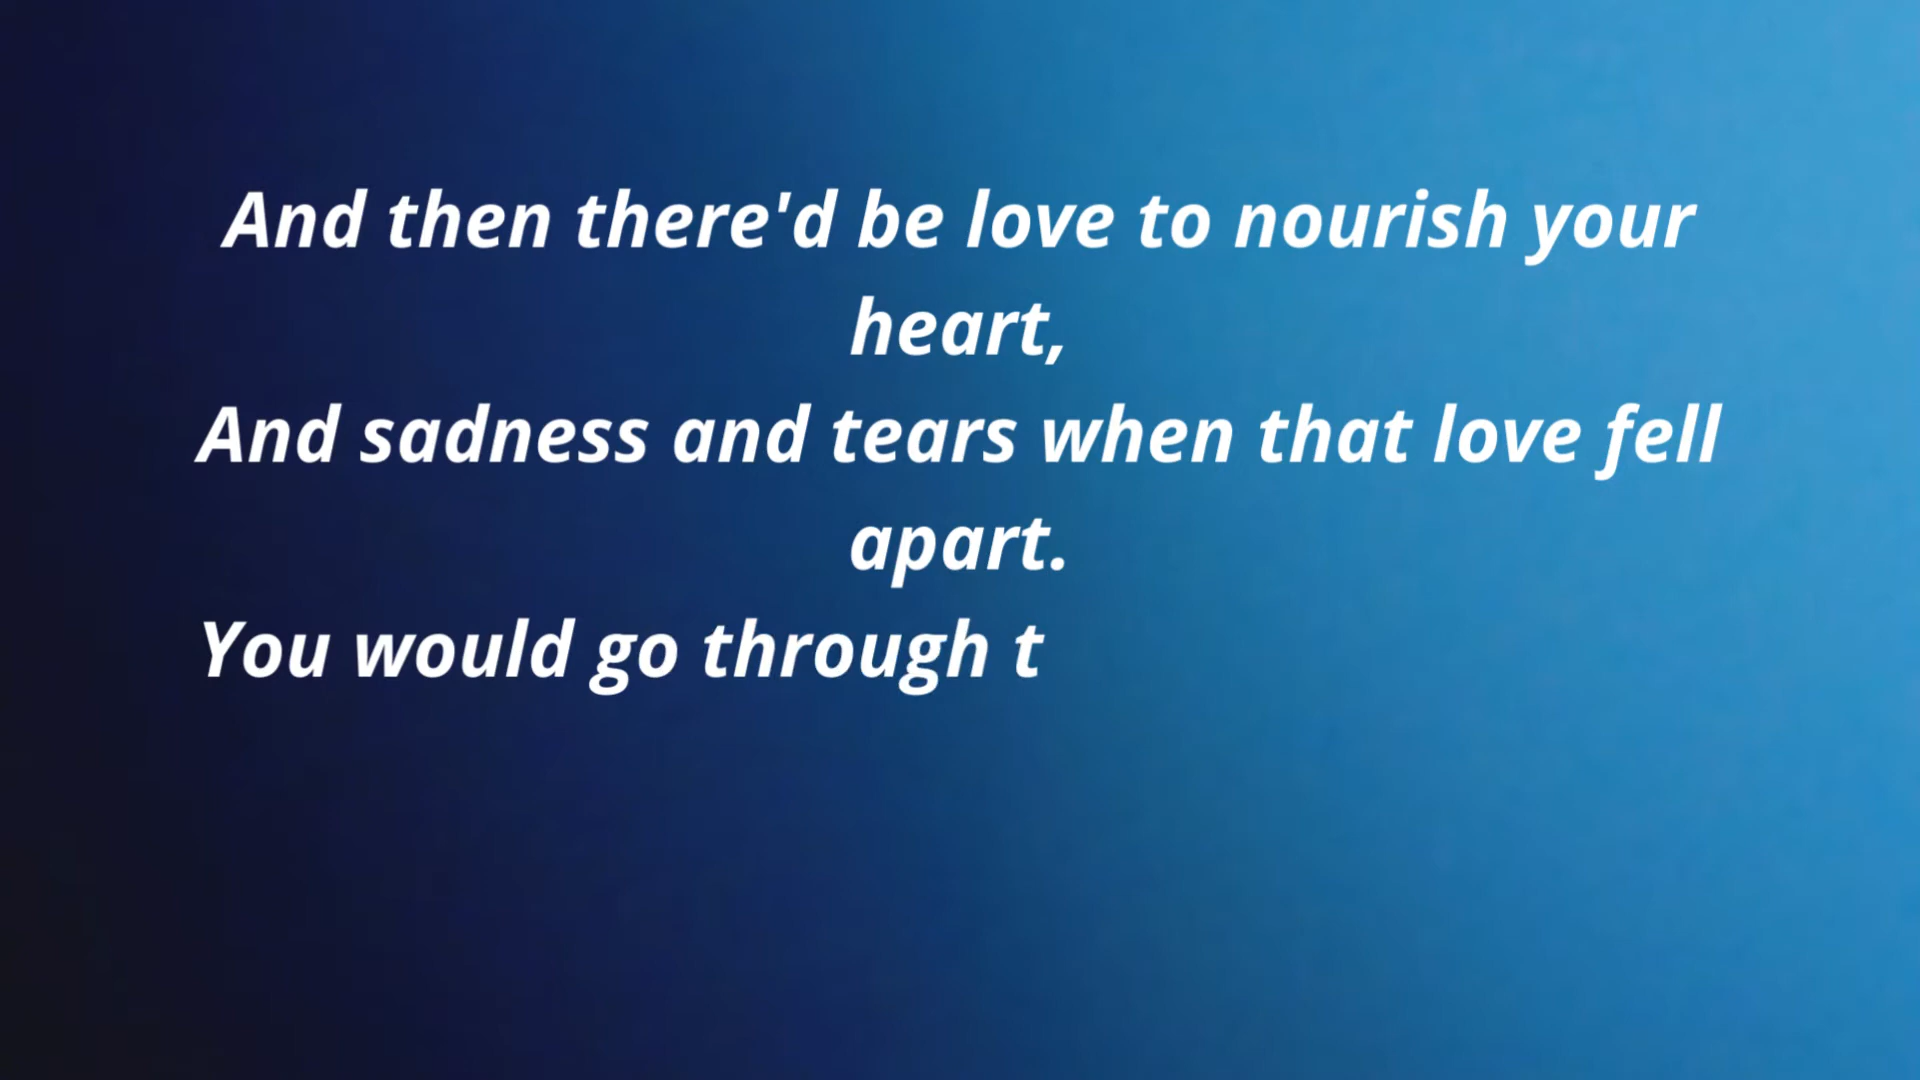 And then there'd be love to nourish your
heart,
And sadness and tears when that love fell
apart.
You would go through t